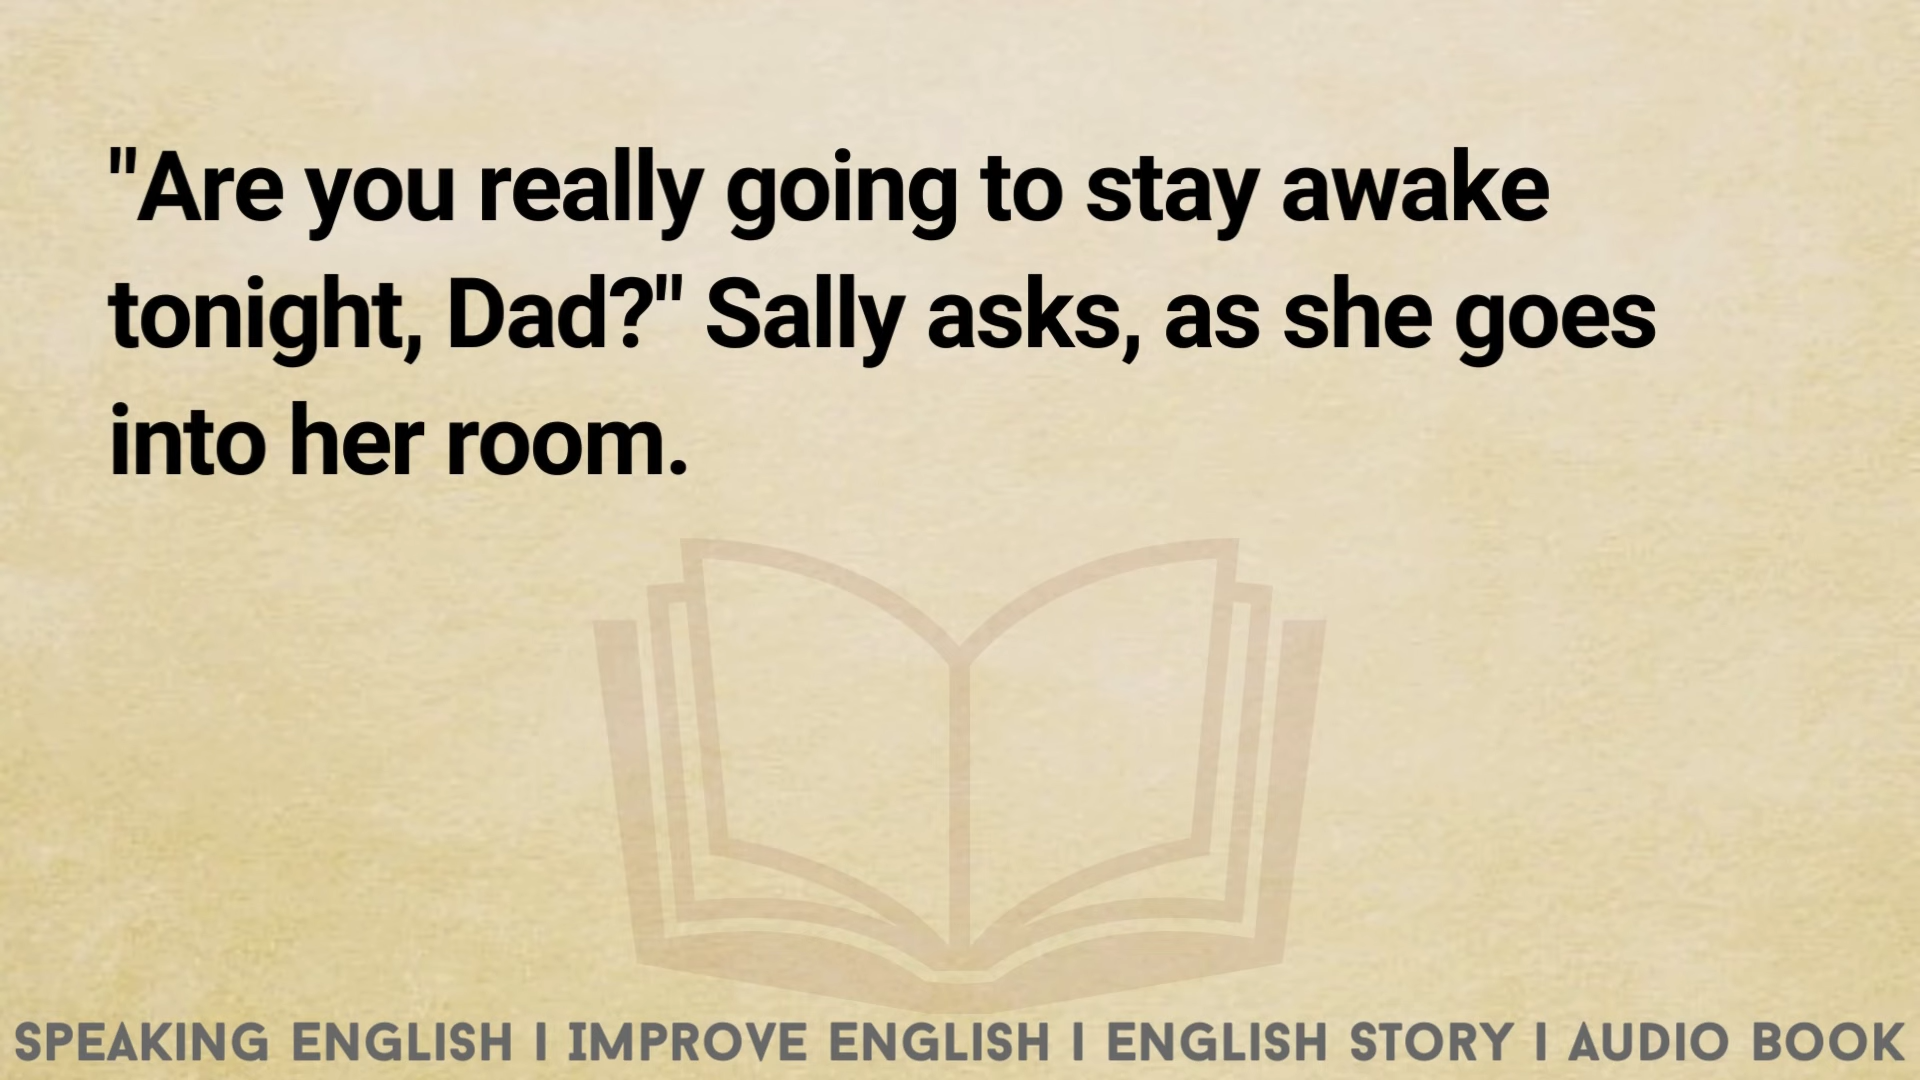 "Are you really going to stay awake
tonight, Dad?" Sally asks, as she goes
into her room.
SPEAKING ENGLISH | IMPROVE ENGLISH | ENGLISH STORY | AUDIO BOOK